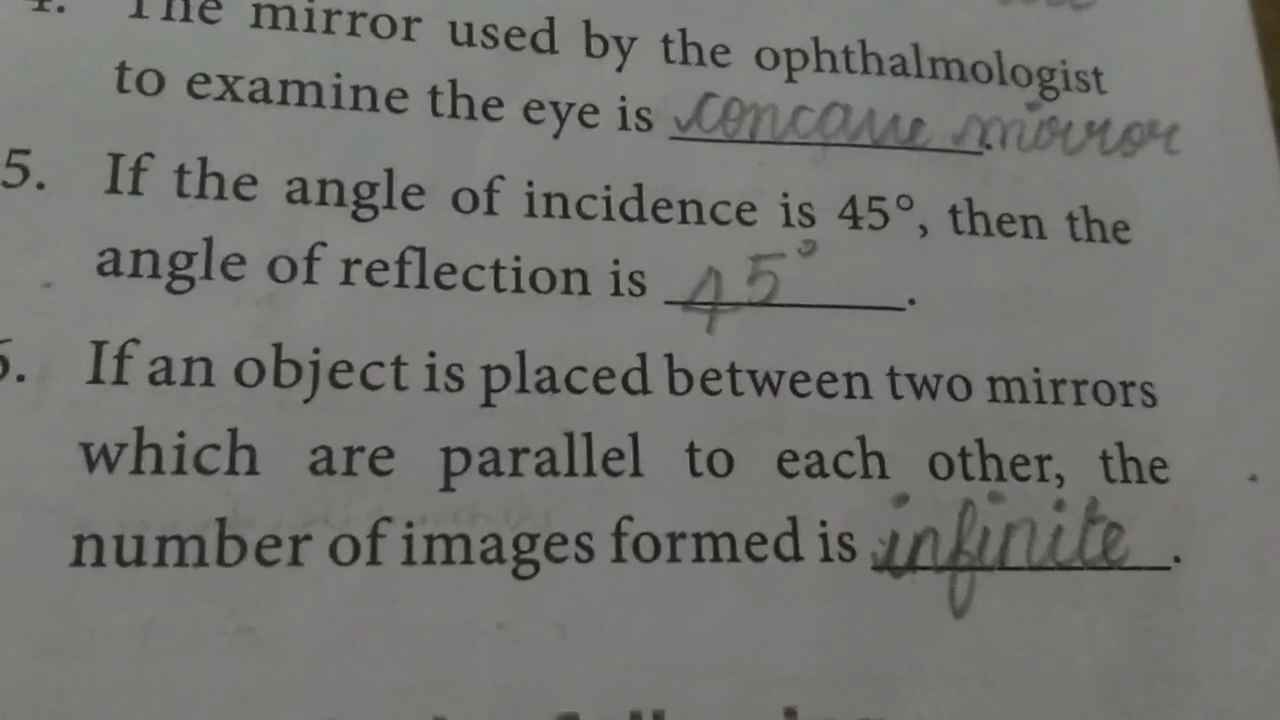 4. The mirror used by the ophthalmologist
to examine the eye is concave mirror
5. If the angle of incidence is 45°, then the
angle of reflection is 45°.
6. If an object is placed between two mirrors
which are parallel to each other, the
number of images formed is infinite.